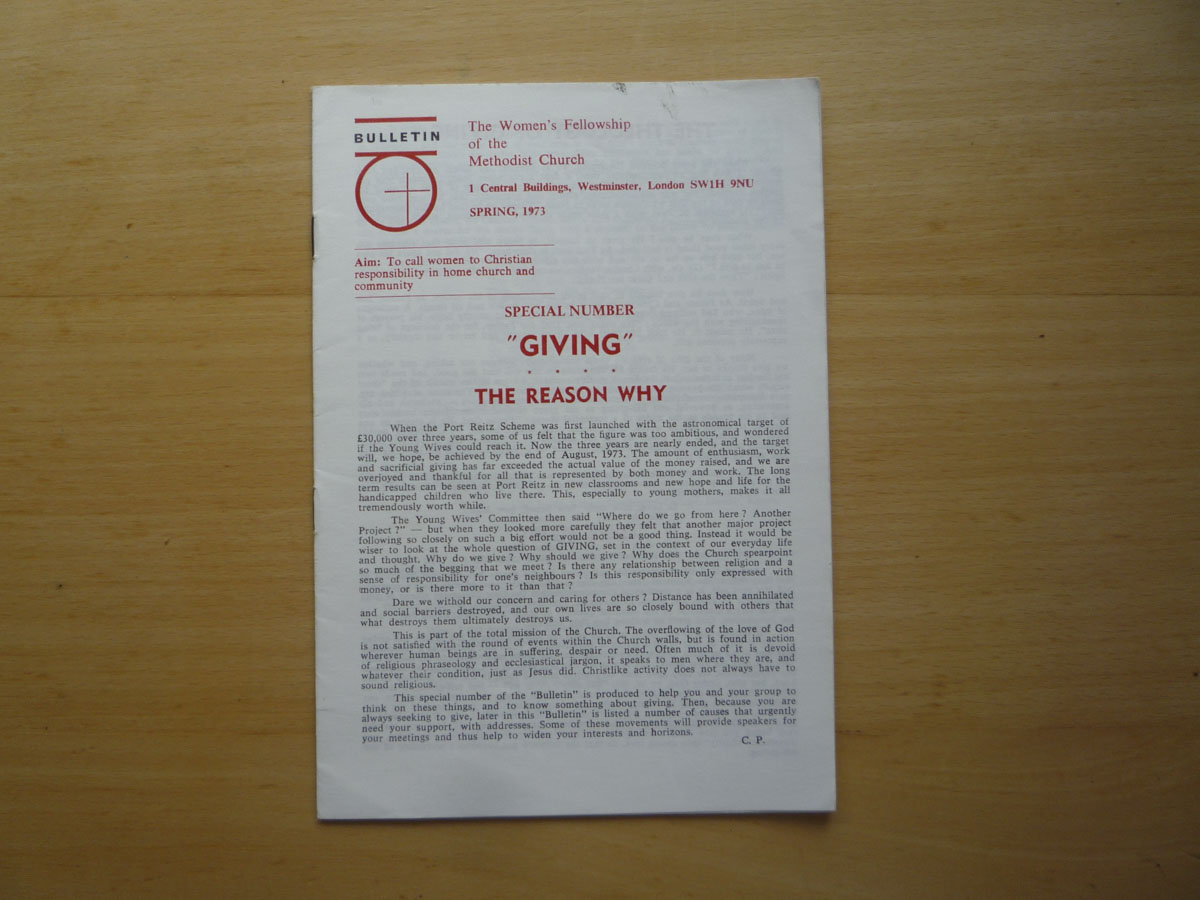 BULLETIN
The Women's Fellowship
of the
Methodist Church
1 Central Buildings, Westminster, London SW1H 9NU
SPRING, 1973
Aim: To call women to Christian
responsibility in home church and
community
SPECIAL NUMBER
"GIVING"
THE REASON WHY
When the Port Reitz Scheme was first launched with the astronomical target of
£30,000 over three years, some of us felt that the figure was too ambitious, and wondered
if the Young Wives could reach it. Now the three years are nearly ended, and the target
will, we hope, be achieved by the end of August, 1973. The amount of enthusiasm, work
and sacrificial giving has far exceeded the actual value of the money raised, and we are
overjoyed and thankful for all that is represented by both money and work. The long
term results can be seen at Port Reitz in new classrooms and new hope and life for the
handicapped children who live there. This, especially to young mothers, makes it all
tremendously worth while.
The Young Wives' Committee then said "Where do we go from here ? Another
Project ?" — but when they looked more carefully they felt that another major project
following so closely on such a big effort would not be a good thing. Instead it would be
wiser to look at the whole question of GIVING, set in the context of our everyday life
and thought. Why do we give ? Why should we give ? Why does the Church spearpoint
so much of the begging that we meet ? Is there any relationship between religion and a
sense of responsibility for one's neighbours ? Is this responsibility only expressed with
money, or is there more to it than that ?
Dare we withold our concern and caring for others ? Distance has been annihilated
and social barriers destroyed, and our own lives are so closely bound with others that
what destroys them ultimately destroys us.
This is part of the total mission of the Church. The overflowing of the love of God
is not satisfied with the round of events within the Church walls, but is found in action
wherever human beings are in suffering, despair or need. Often much of it is devoid
of religious phraseology and ecclesiastical jargon, it speaks to men where they are, and
whatever their condition, just as Jesus did. Christlike activity does not always have to
sound religious.
This special number of the "Bulletin" is produced to help you and your group to
think on these things, and to know something about giving. Then, because you are
always seeking to give, later in this "Bulletin" is listed a number of causes that urgently
need your support, with addresses. Some of these movements will provide speakers for
your meetings and thus help to widen your interests and horizons.
C. P.